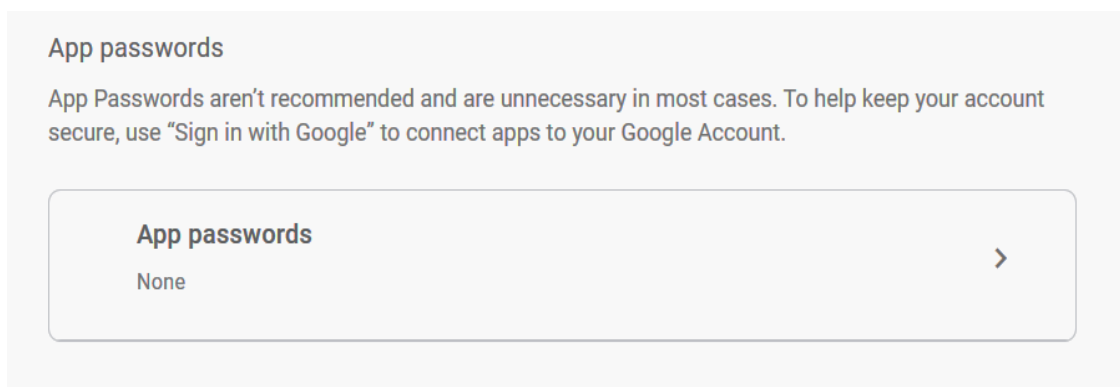 App passwords
App Passwords aren’t recommended and are unnecessary in most cases. To help keep your account
secure, use “Sign in with Google” to connect apps to your Google Account.
App passwords
None